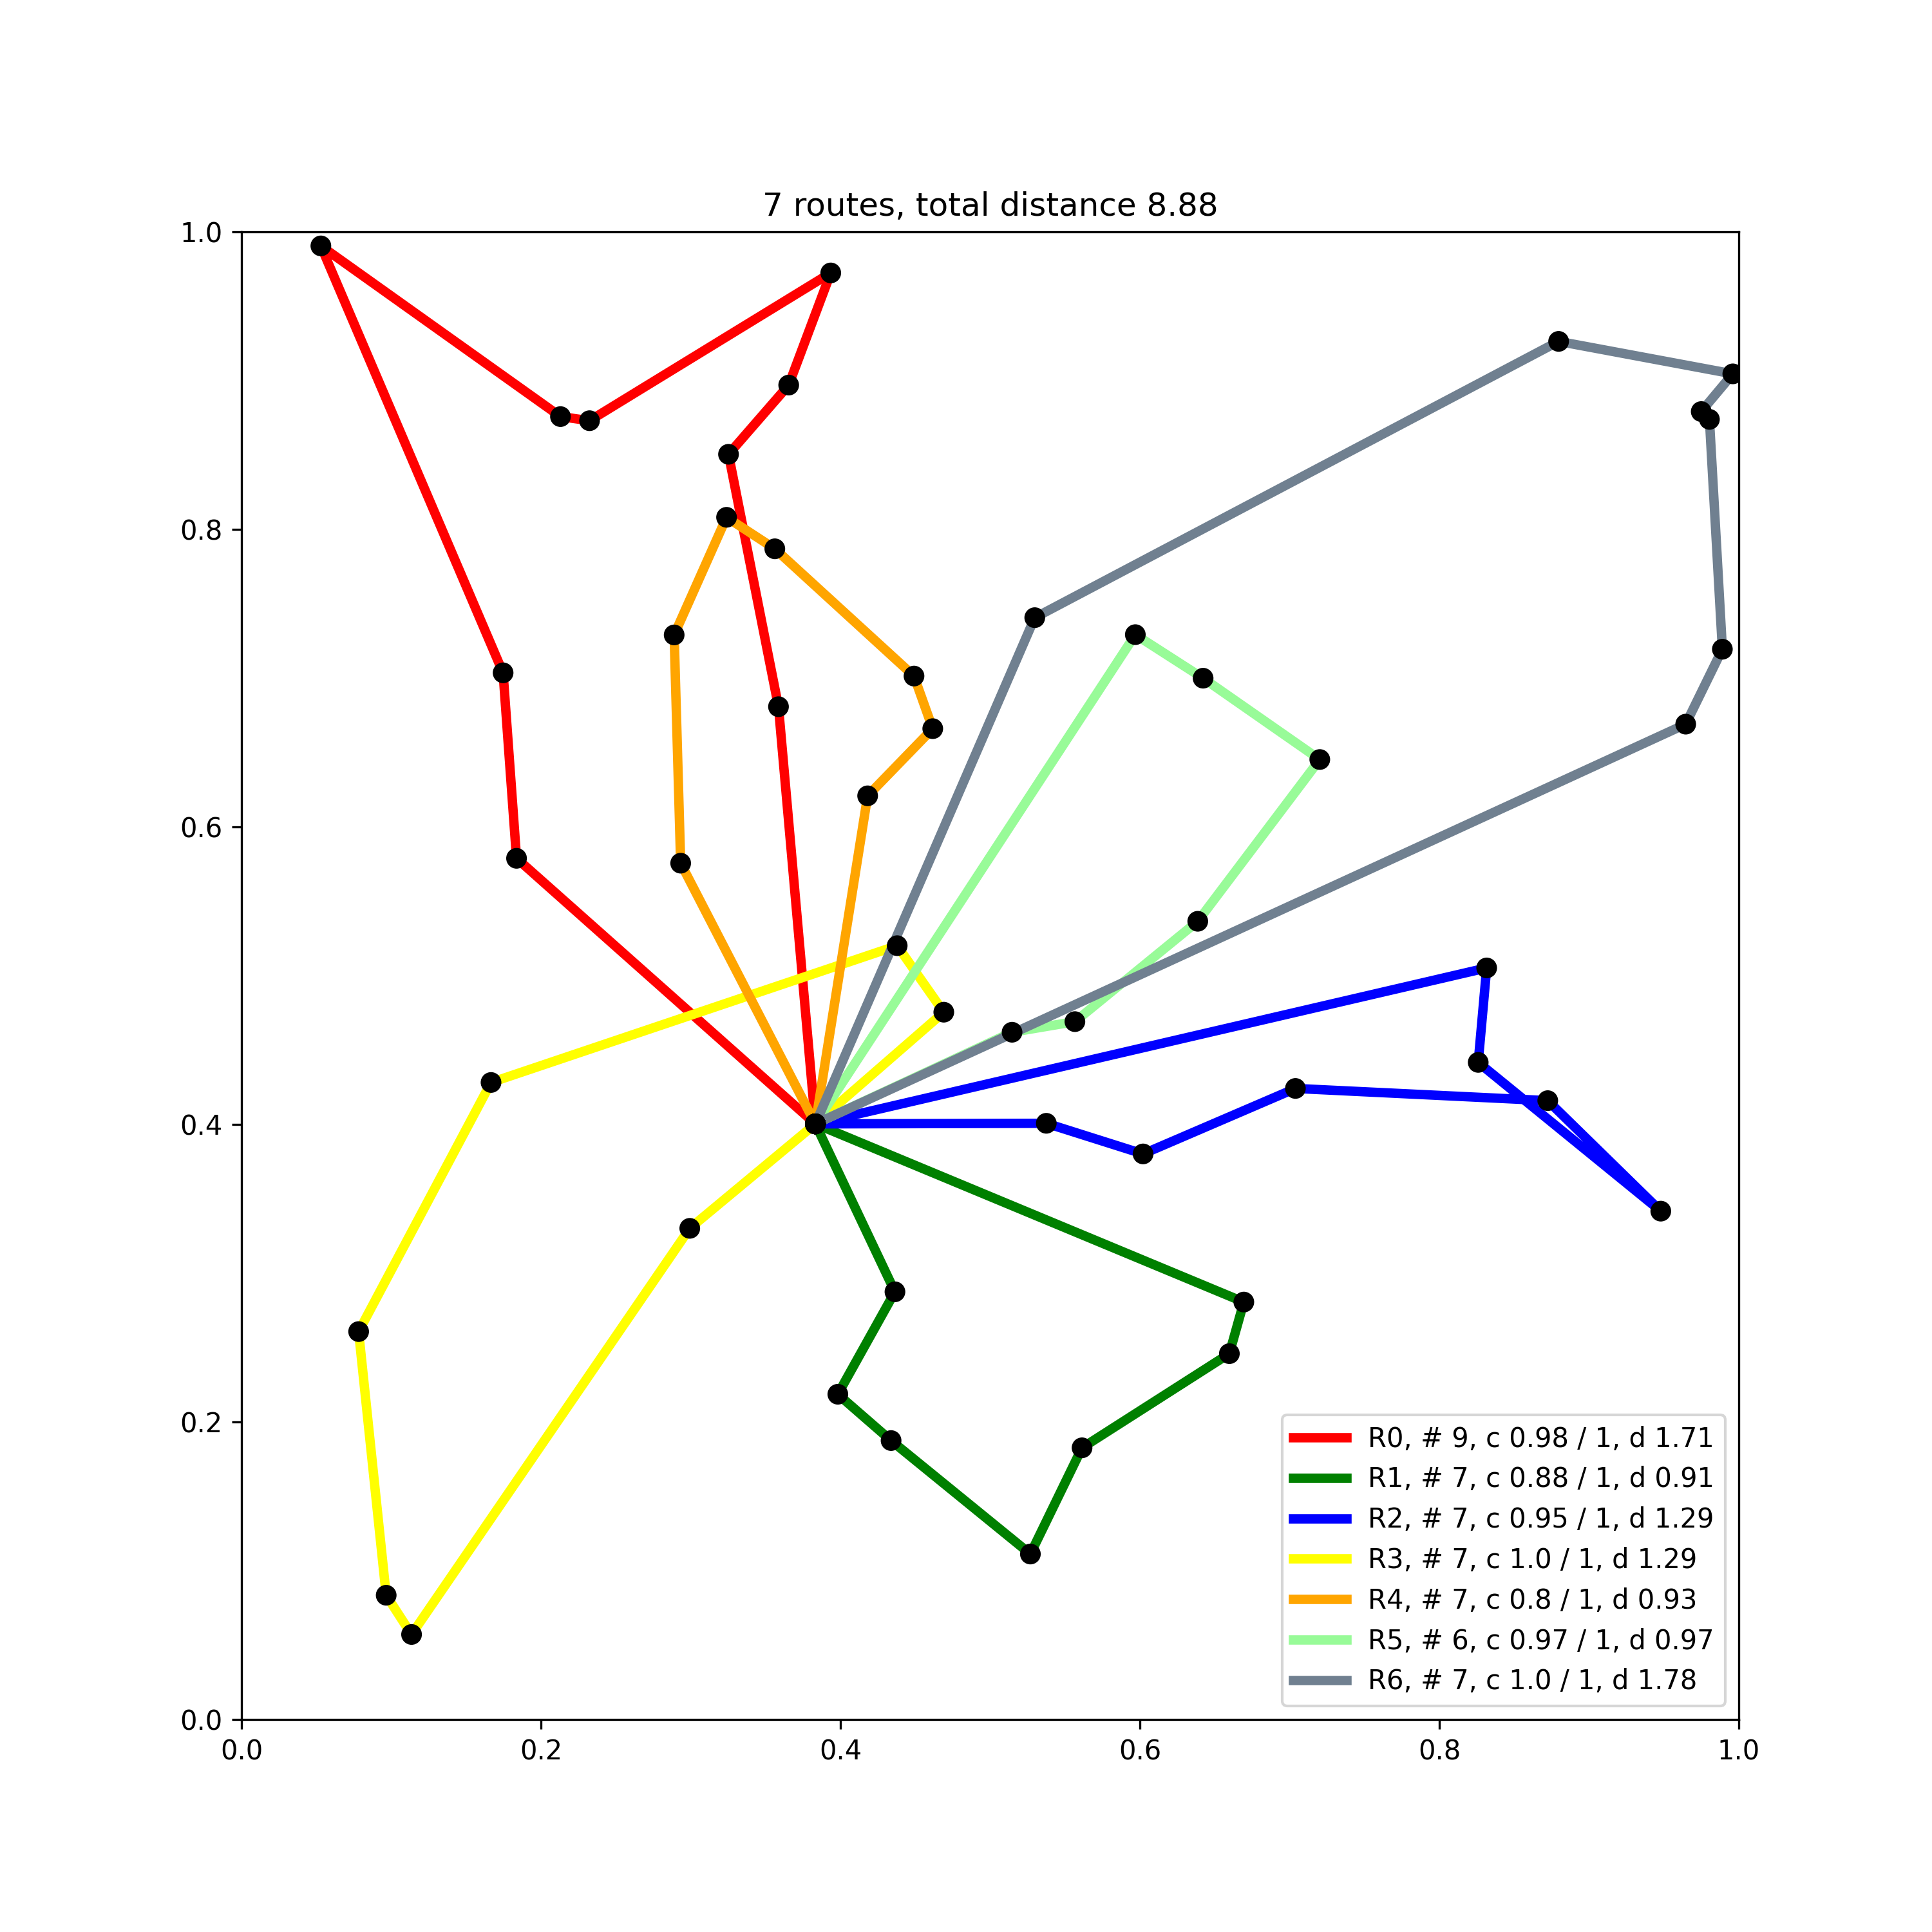 7 routes, total distance 8.88
1.0
0.8
0.6
0.4
0.2
0.0
0.0 0.2 0.4 0.6 0.8 1.0
R0, # 9, c 0.98 / 1, d 1.71
R1, # 7, c 0.88 / 1, d 0.91
R2, # 7, c 0.95 / 1, d 1.29
R3, # 7, c 1.0 / 1, d 1.29
R4, # 7, c 0.8 / 1, d 0.93
R5, # 6, c 0.97 / 1, d 0.97
R6, # 7, c 1.0 / 1, d 1.78